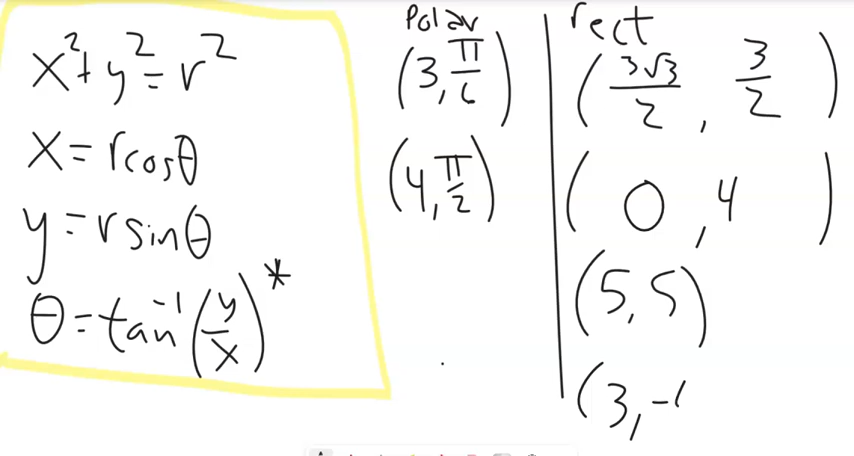 x²+y²=r²
x=rcosθ
y=rsinθ
θ=tan⁻¹(y/x)*
Polar
(3, π/6)
(4, π/2)
rect
(3√3/2, 3/2)
(0, 4)
(5, 5)
(3, -